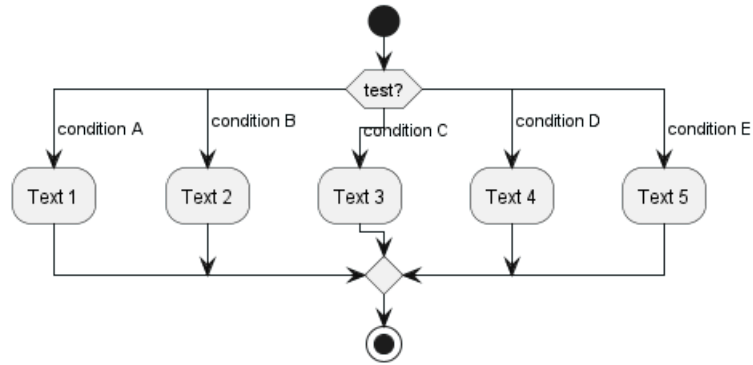 test?
condition A
condition B
condition C
condition D
condition E
Text 1
Text 2
Text 3
Text 4
Text 5